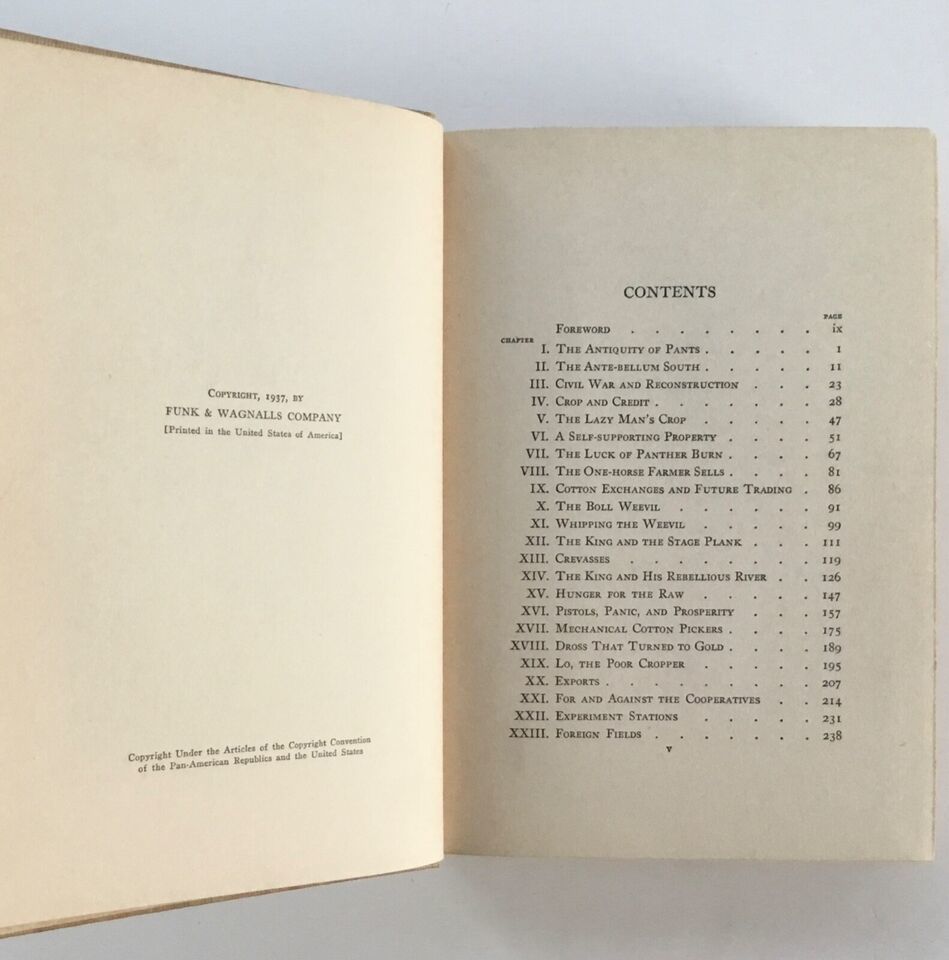 COPYRIGHT, 1937, BY
FUNK & WAGNALLS COMPANY
[Printed in the United States of America]
Copyright Under the Articles of the Copyright Convention
of the Pan-American Republics and the United States
CONTENTS
PAGE
FOREWORD . . . . . . . . ix
CHAPTER
I. THE ANTIQUITY OF PANTS . . . . . 1
II. THE ANTE-BELLUM SOUTH . . . . . 11
III. CIVIL WAR AND RECONSTRUCTION . . . 23
IV. CROP AND CREDIT . . . . . . . 28
V. THE LAZY MAN'S CROP . . . . . 47
VI. A SELF-SUPPORTING PROPERTY . . . . 51
VII. THE LUCK OF PANTHER BURN . . . . 67
VIII. THE ONE-HORSE FARMER SELLS . . . . 81
IX. COTTON EXCHANGES AND FUTURE TRADING . 86
X. THE BOLL WEEVIL . . . . . . 91
XI. WHIPPING THE WEEVIL . . . . . 99
XII. THE KING AND THE STAGE PLANK . . . 111
XIII. CREVASSES . . . . . . . . 119
XIV. THE KING AND HIS REBELLIOUS RIVER . . 126
XV. HUNGER FOR THE RAW . . . . . 147
XVI. PISTOLS, PANIC, AND PROSPERITY . . . 157
XVII. MECHANICAL COTTON PICKERS . . . . 175
XVIII. DROSS THAT TURNED TO GOLD . . . . 189
XIX. LO, THE POOR CROPPER . . . . . 195
XX. EXPORTS . . . . . . . . . 207
XXI. FOR AND AGAINST THE COOPERATIVES . . 214
XXII. EXPERIMENT STATIONS . . . . . 231
XXIII. FOREIGN FIELDS . . . . . . . 238
v